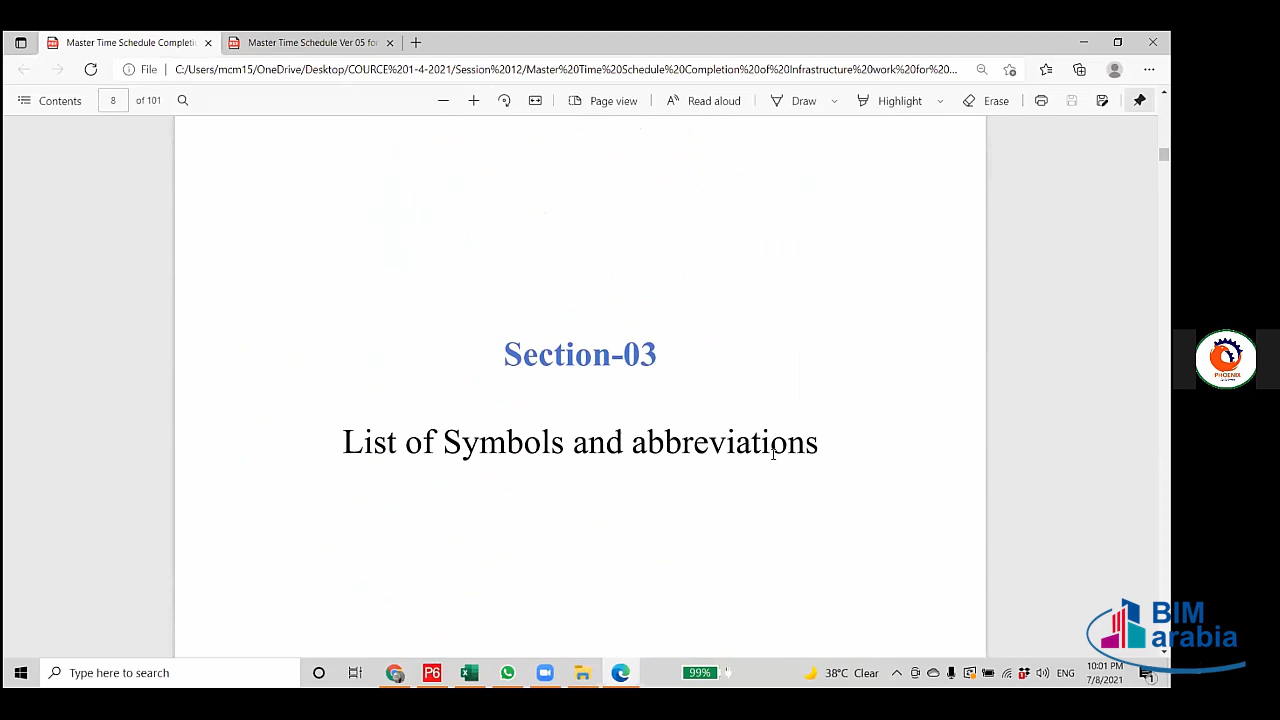 Master Time Schedule Completi
Master Time Schedule Ver 05 fo
File
C:/Users/mcm15/OneDrive/Desktop/COURCE%201-4-2021/Session%2012/Master%20Time%20Schedule%20Completion%20of%20Infrastructure%20work%20for%20...
Contents
8
of 101
Page view
Read aloud
Draw
Highlight
Erase
Section-03
List of Symbols and abbreviations
PHOENIX
BIM
arabia
Type here to search
P6
99%
38°C Clear
ENG
10:01 PM
7/8/2021
1